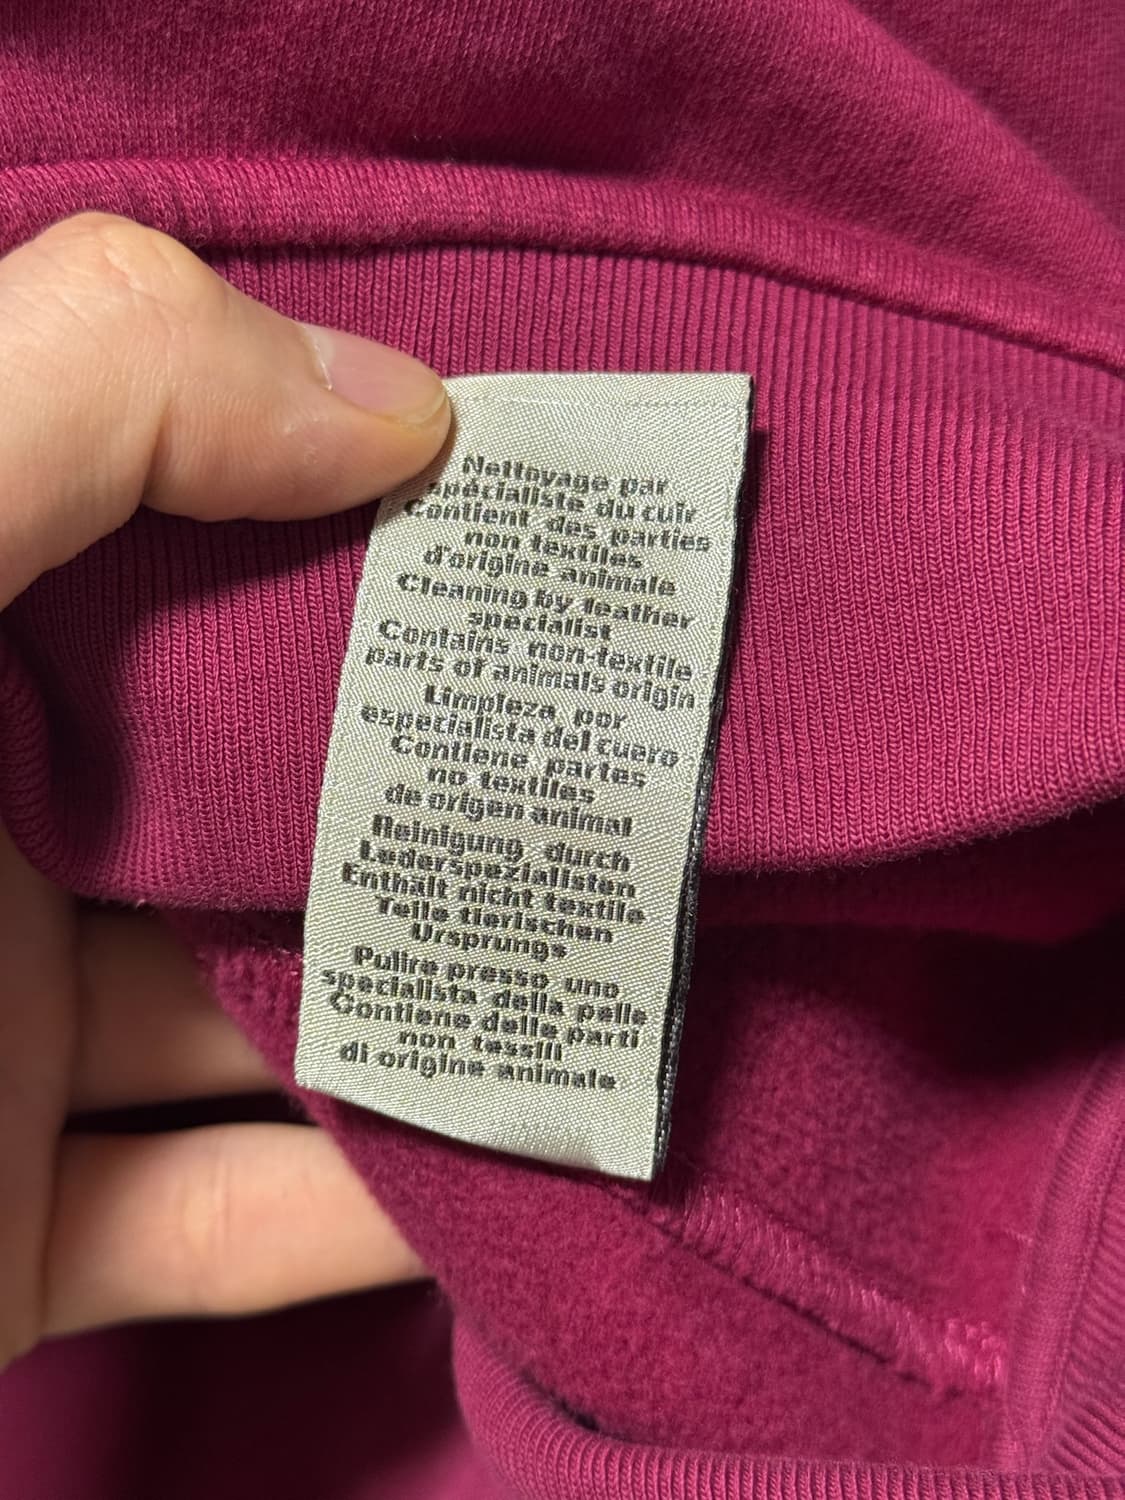 Nettoyage par
spécialiste du cuir
Contient des parties
non textiles
d'origine animale
Cleaning by leather
specialist
Contains non-textile
parts of animals origin
Limpieza por
especialista del cuero
Contiene partes
no textiles
de origen animal
Reinigung durch
Lederspezialisten
Enthält nicht textile
Teile tierischen
Ursprungs
Pulire presso uno
specialista della pelle
Contiene delle parti
non tessili
di origine animale